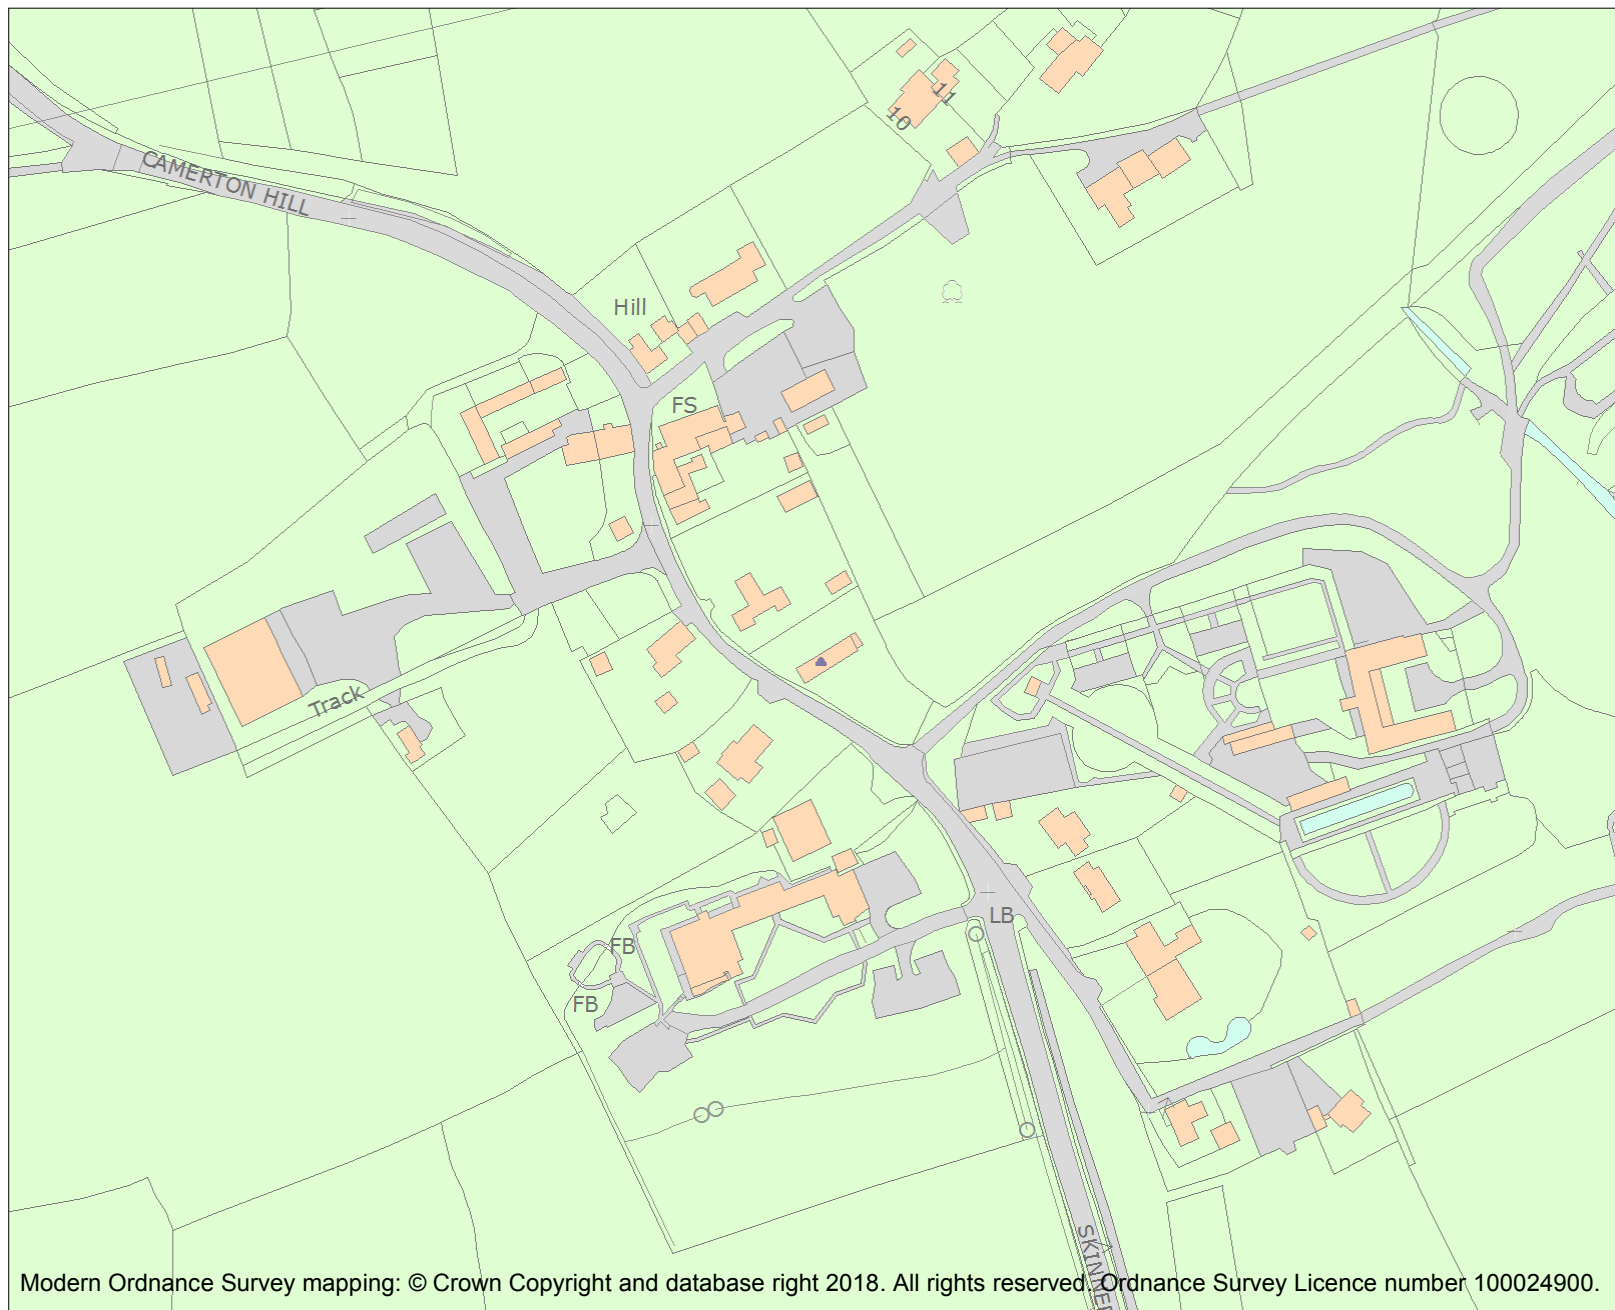 11
10
CAMERTON HILL
Hill
FS
Track
LB
FB
FB
SKINNER
Modern Ordnance Survey mapping: © Crown Copyright and database right 2018. All rights reserved. Ordnance Survey Licence number 100024900.